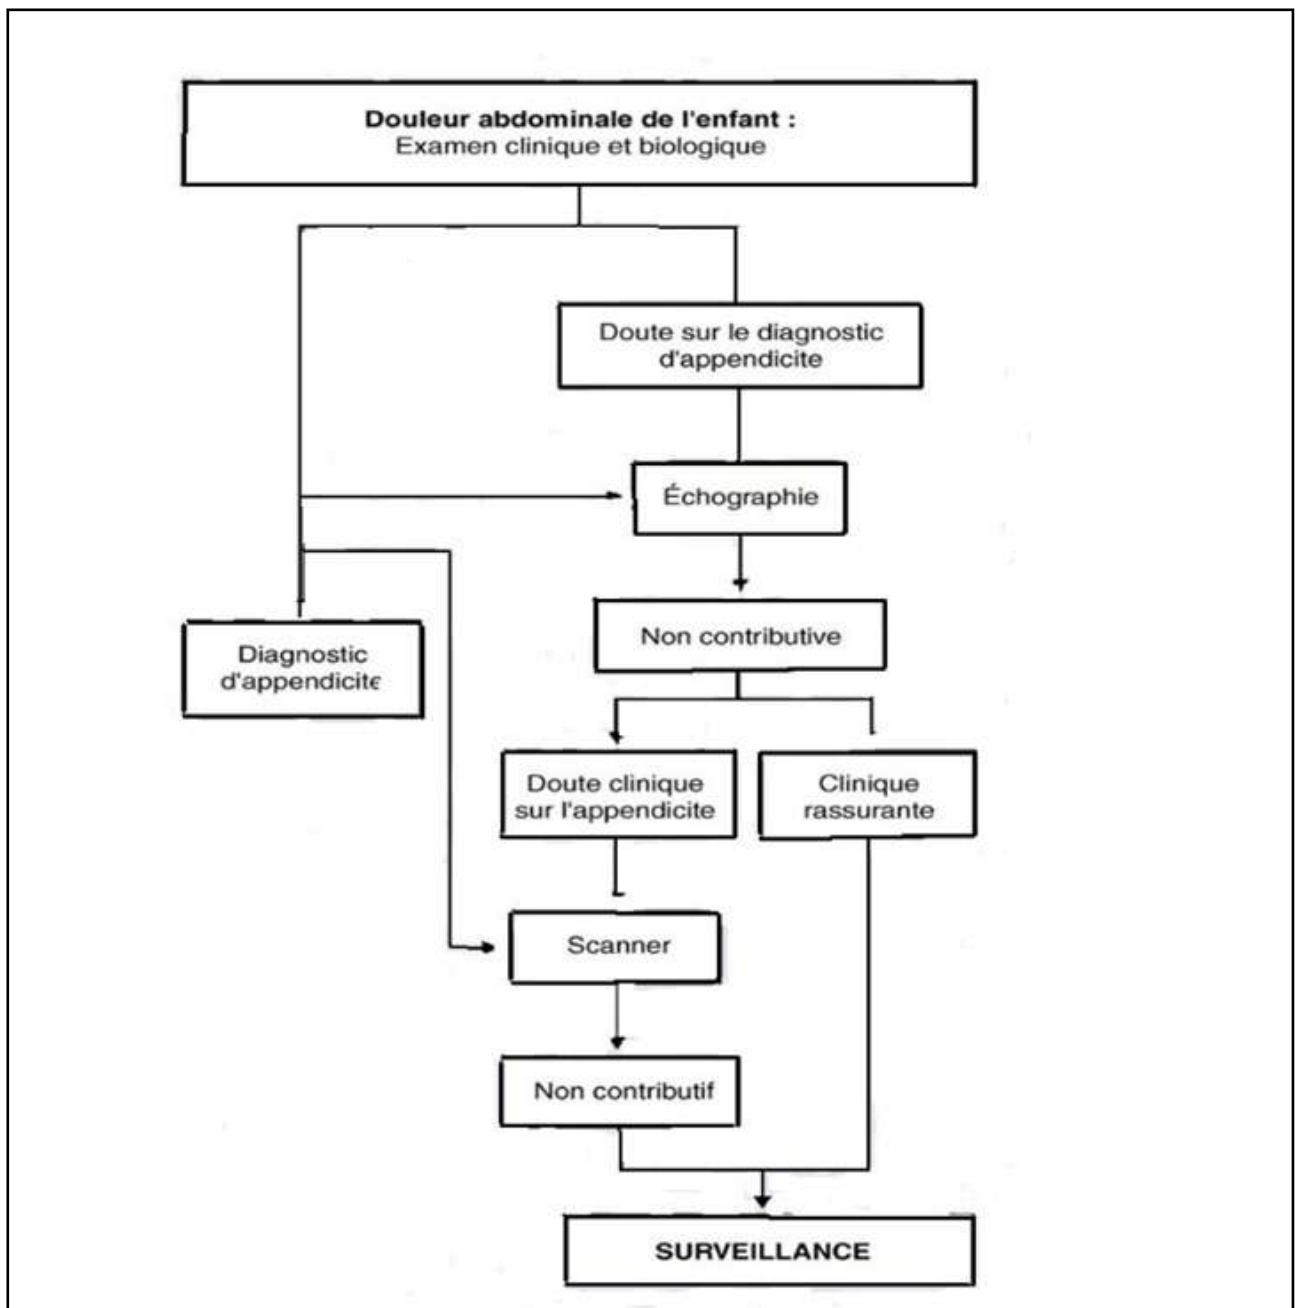 Douleur abdominale de l'enfant :
Examen clinique et biologique
Doute sur le diagnostic
d'appendicite
Échographie
Non contributive
Diagnostic
d'appendicite
Doute clinique
sur l'appendicite
Clinique
rassurante
Scanner
Non contributif
SURVEILLANCE